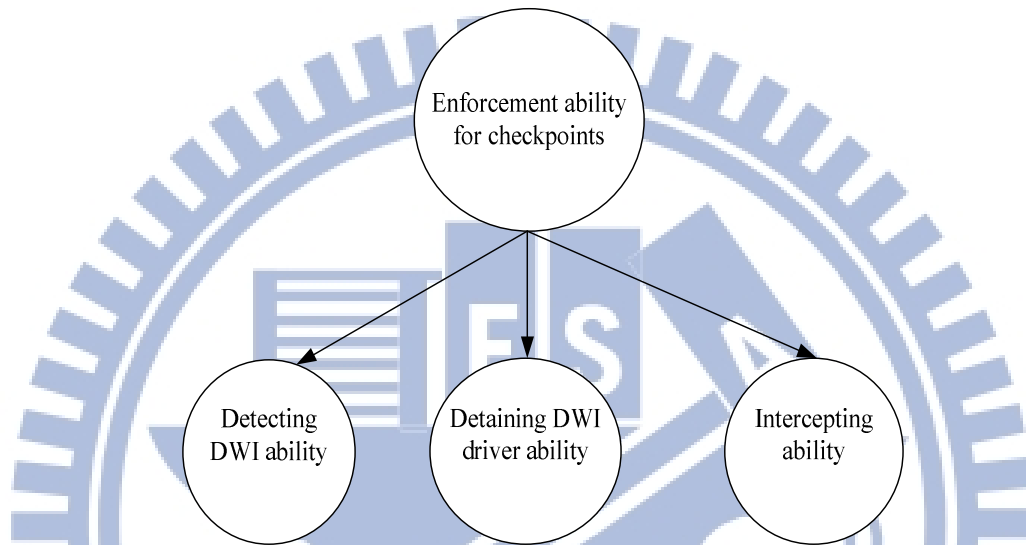 Enforcement ability
for checkpoints
E S
A
Detecting
DWI ability
Detaining DWI
driver ability
Intercepting
ability